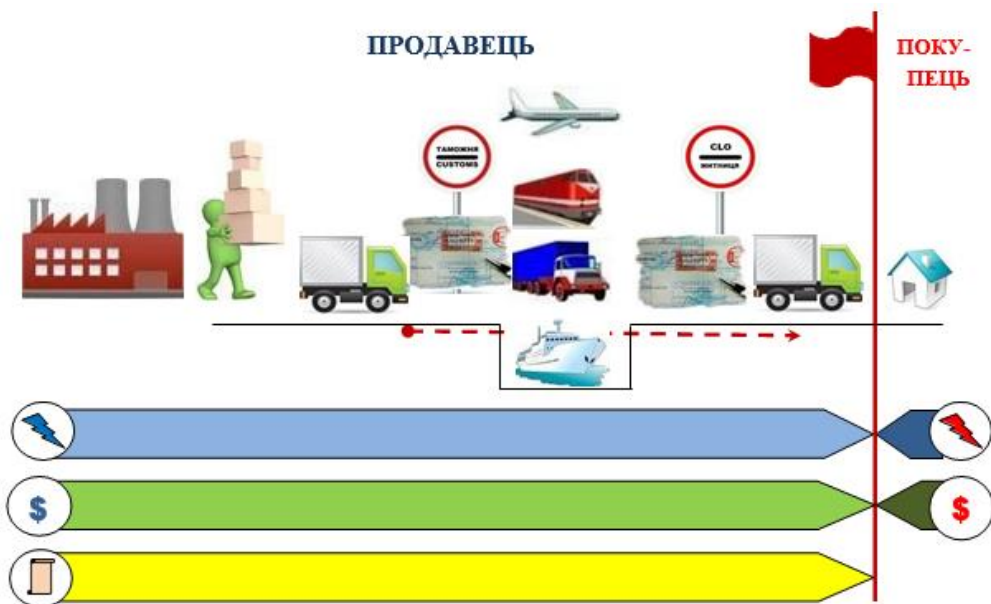 ПРОДАВЕЦЬ
ПОКУ-
ПЕЦЬ
ТАМОЖНЯ
CUSTOMS
CLO
МИТНИЦЯ
$
$